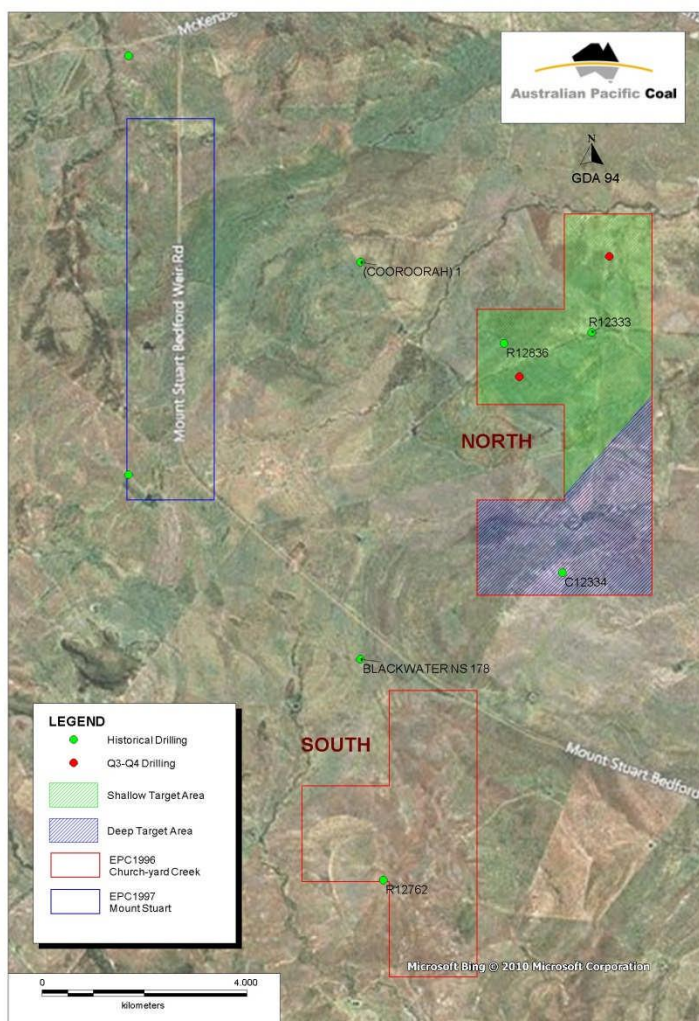 McKenzie
Australian Pacific Coal
N
GDA 94
Mount Stuart Bedford Weir Rd
(COOROORAH) 1
R12333
R12836
NORTH
C12334
BLACKWATER NS 178
SOUTH
Mount Stuart Bedford
R12762
LEGEND
Historical Drilling
Q3-Q4 Drilling
Shallow Target Area
Deep Target Area
EPC1996
Church-yard Creek
EPC1997
Mount Stuart
Microsoft Bing © 2010 Microsoft Corporation
0 4.000
kilometers